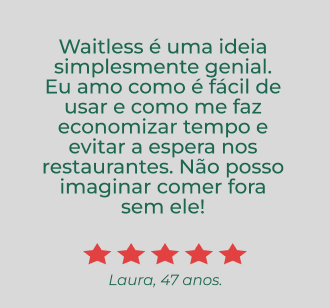 Waitless é uma ideia
simplesmente genial.
Eu amo como é fácil de
usar e como me faz
economizar tempo e
evitar a espera nos
restaurantes. Não posso
imaginar comer fora
sem ele!
Laura, 47 anos.